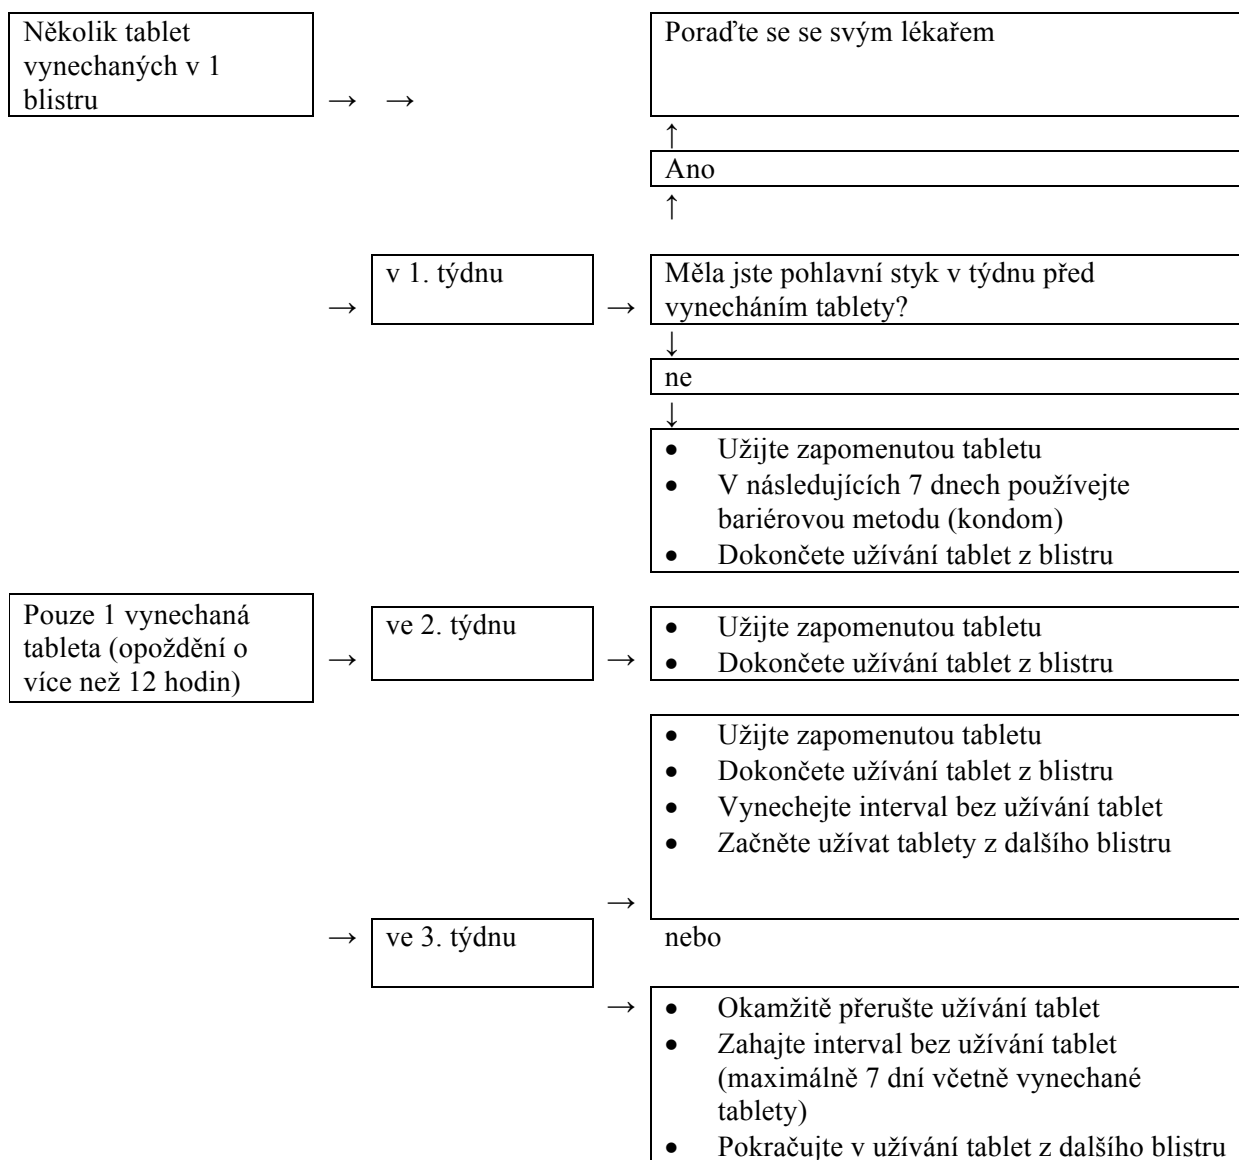 Několik tablet
vynechaných v 1
blistru
→ →
Poraďte se se svým lékařem
↑
Ano
↑
→
v 1. týdnu
→
Měla jste pohlavní styk v týdnu před
vynecháním tablety?
↓
ne
↓
• Užijte zapomenutou tabletu
• V následujících 7 dnech používejte
bariérovou metodu (kondom)
• Dokončete užívání tablet z blistru
Pouze 1 vynechaná
tableta (opoždění o
více než 12 hodin)
→
ve 2. týdnu
→
• Užijte zapomenutou tabletu
• Dokončete užívání tablet z blistru
• Užijte zapomenutou tabletu
• Dokončete užívání tablet z blistru
• Vynechejte interval bez užívání tablet
• Začněte užívat tablety z dalšího blistru
→
→
ve 3. týdnu
nebo
→
• Okamžitě přerušte užívání tablet
• Zahajte interval bez užívání tablet
(maximálně 7 dní včetně vynechané
tablety)
• Pokračujte v užívání tablet z dalšího blistru